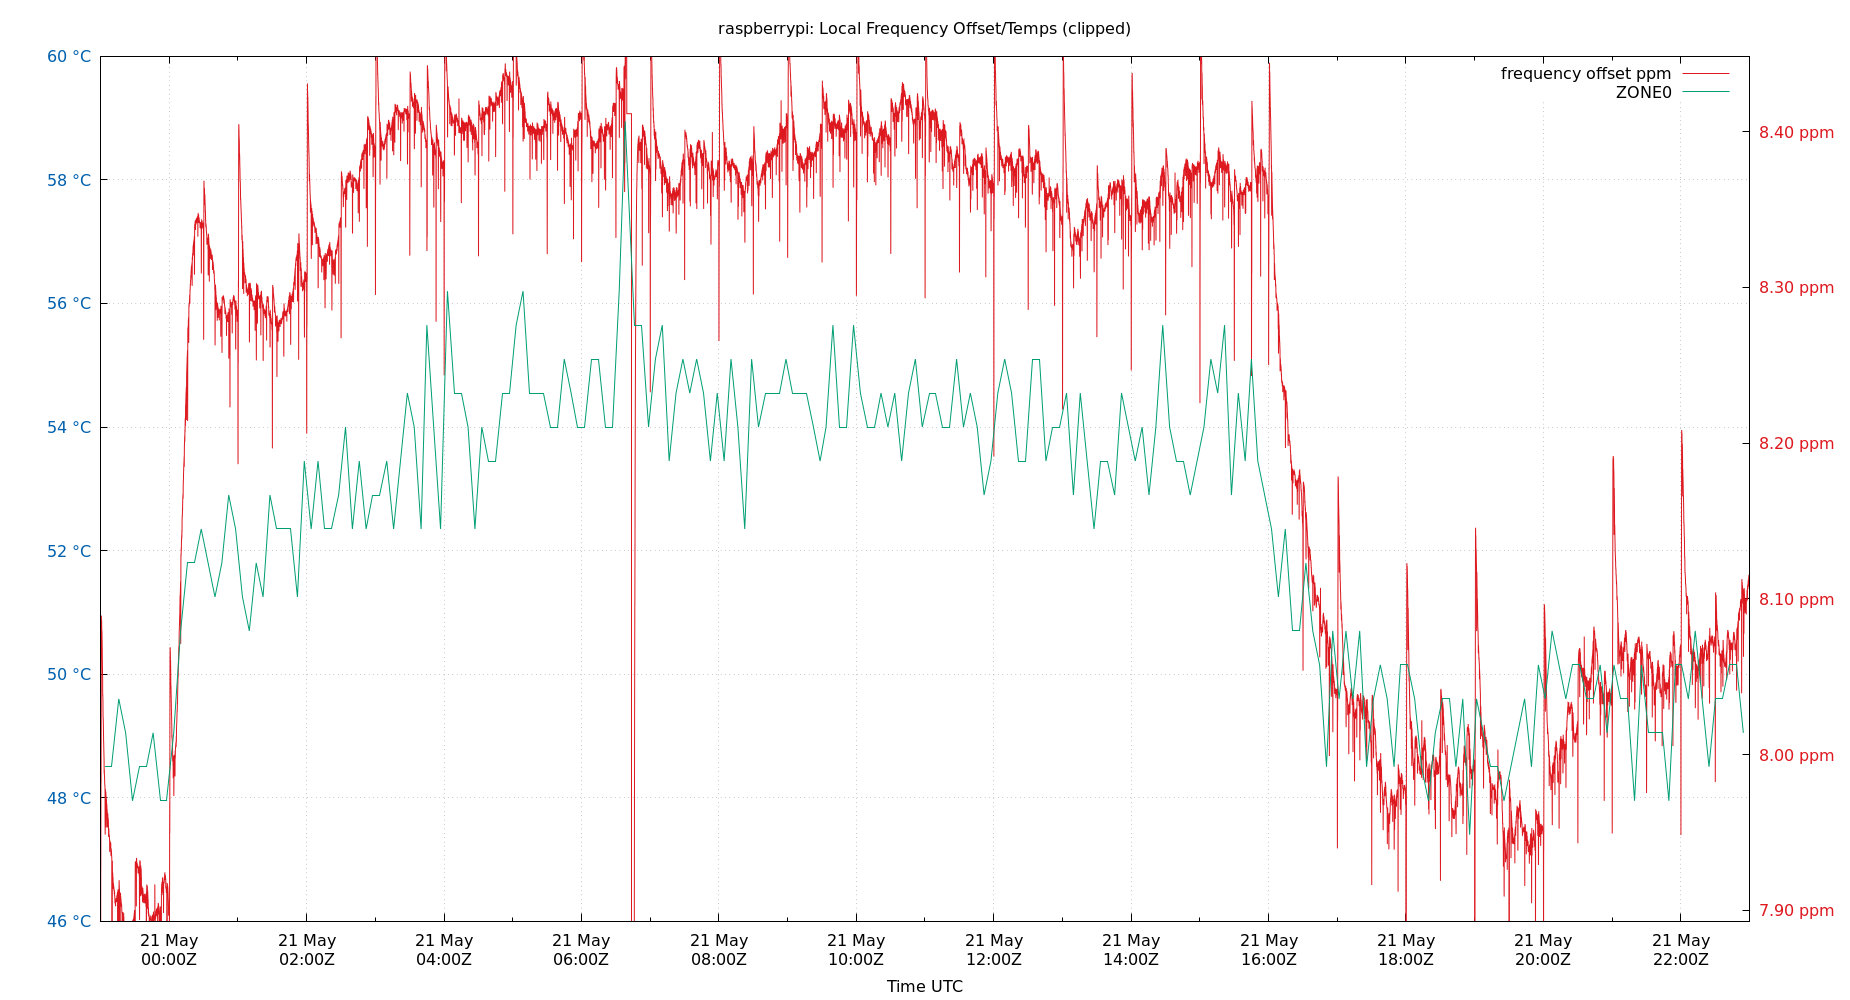 raspberrypi: Local Frequency Offset/Temps (clipped)
60 °C
58 °C
56 °C
54 °C
52 °C
50 °C
48 °C
46 °C
frequency offset ppm
ZONE0
8.40 ppm
8.30 ppm
8.20 ppm
8.10 ppm
8.00 ppm
7.90 ppm
21 May 21 May 21 May 21 May 21 May 21 May 21 May 21 May 21 May 21 May 21 May 21 May
00:00Z 02:00Z 04:00Z 06:00Z 08:00Z 10:00Z 12:00Z 14:00Z 16:00Z 18:00Z 20:00Z 22:00Z
Time UTC